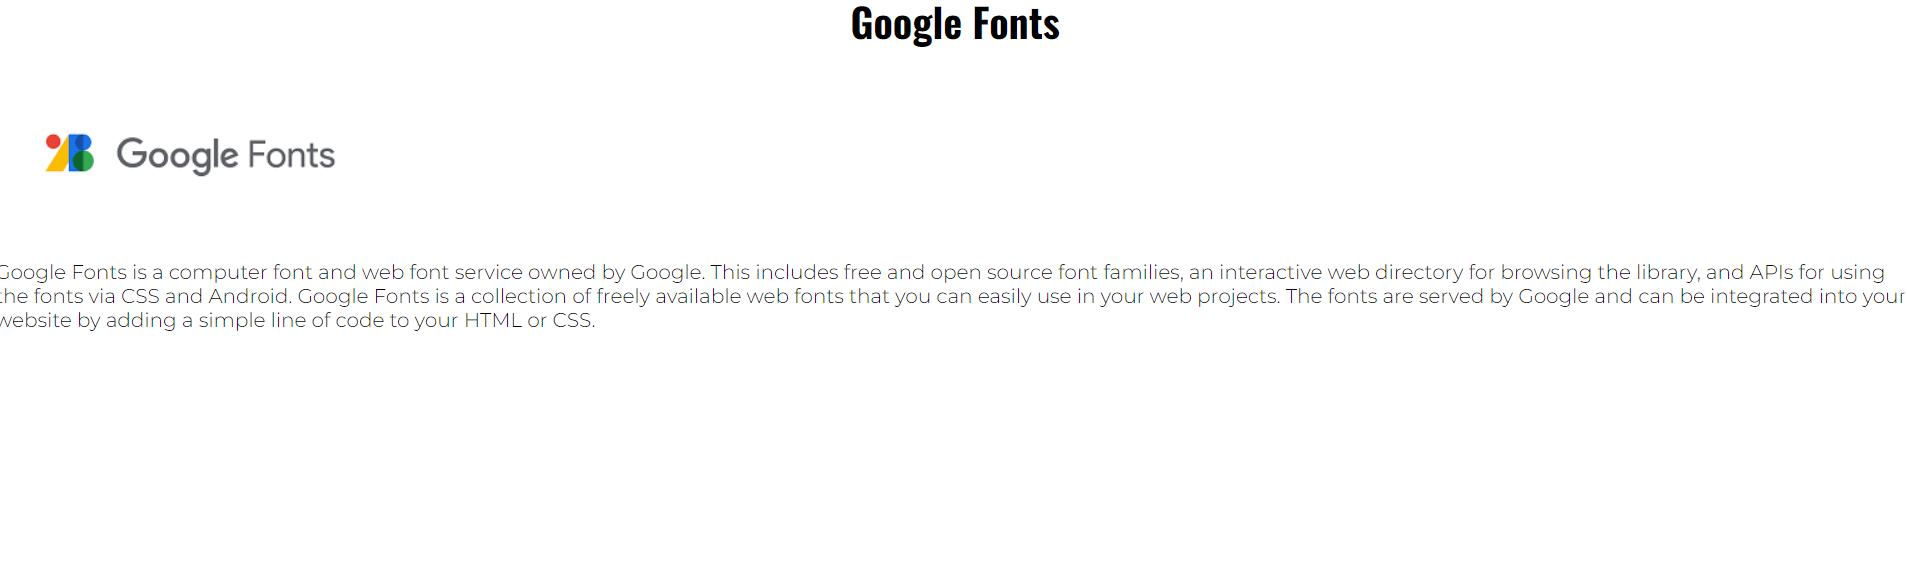 Google Fonts
Google Fonts
Google Fonts is a computer font and web font service owned by Google. This includes free and open source font families, an interactive web directory for browsing the library, and APIs for using
the fonts via CSS and Android. Google Fonts is a collection of freely available web fonts that you can easily use in your web projects. The fonts are served by Google and can be integrated into your
website by adding a simple line of code to your HTML or CSS.